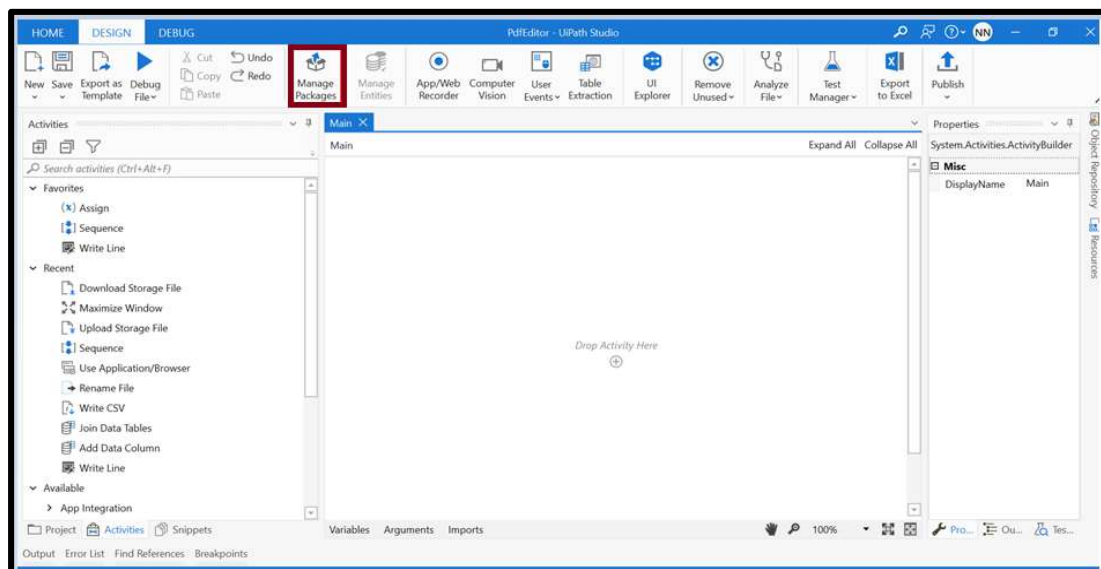 HOME DESIGN DEBUG PdfEditor - UiPath Studio NN
New Save Export as Template Debug File Cut Copy Paste Undo Redo Manage Packages Manage Entities App/Web Recorder Computer Vision User Events Table Extraction UI Explorer Remove Unused Analyze File Test Manager Export to Excel Publish
Activities
Search activities (Ctrl+Alt+F)
Favorites
Assign
Sequence
Write Line
Recent
Download Storage File
Maximize Window
Upload Storage File
Sequence
Use Application/Browser
Rename File
Write CSV
Join Data Tables
Add Data Column
Write Line
Available
App Integration
Project Activities Snippets
Main
Main Expand All Collapse All
Drop Activity Here
Variables Arguments Imports 100%
Properties
System.Activities.ActivityBuilder
Misc
DisplayName Main
Pro... Ou... Tes...
Object Repository
Resources
Output Error List Find References Breakpoints